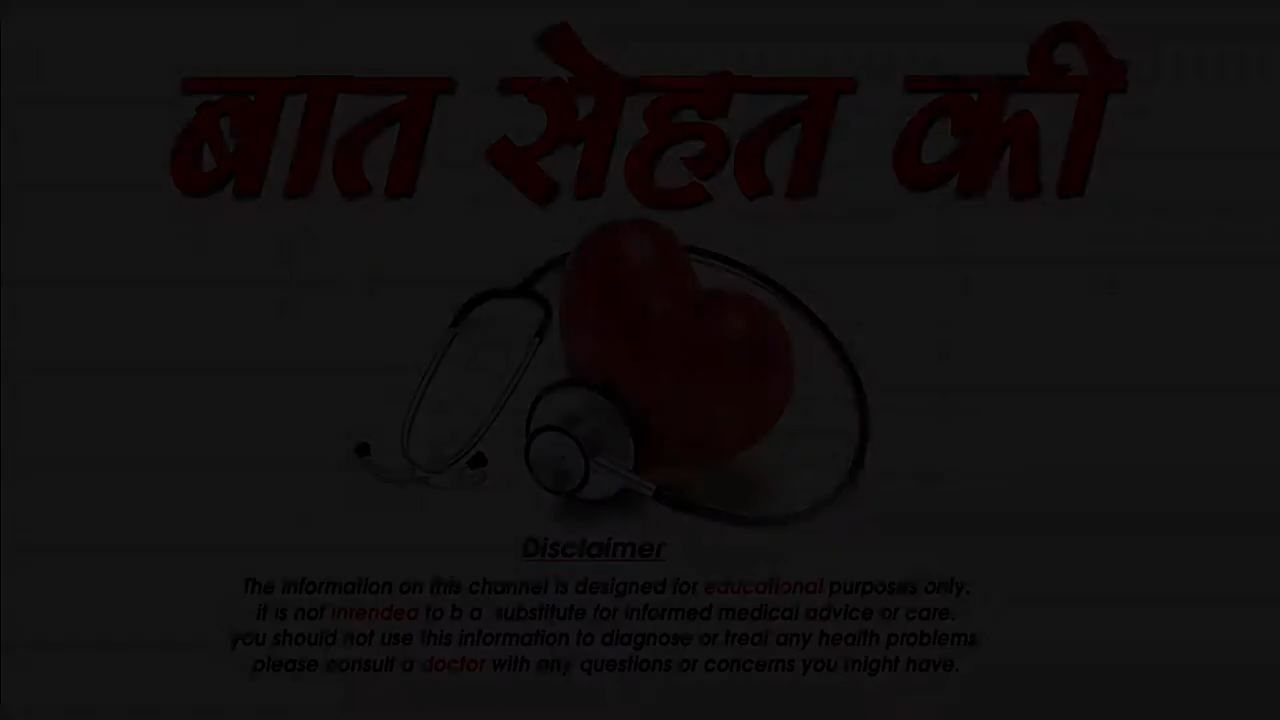 बात सेहत की
Disclaimer
The information on this channel is designed for educational purposes only.
it is not intended to b a substitute for informed medical advice or care.
you should not use this information to diagnose or treat any health problems
please consult a doctor with any questions or concerns you might have.